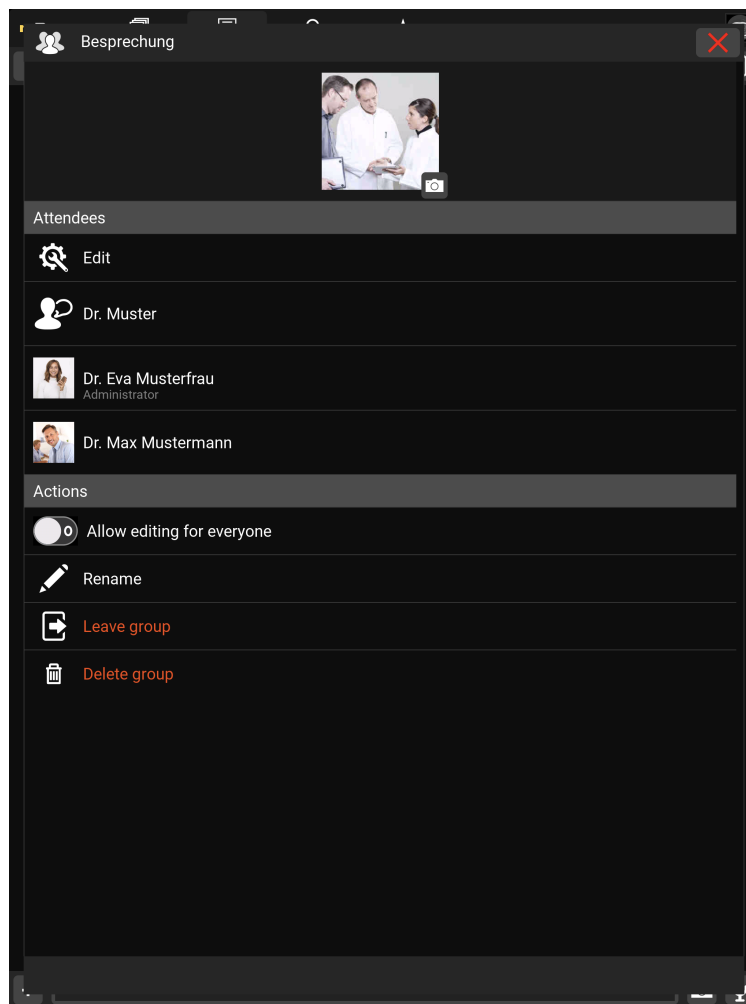 Besprechung
Attendees
Edit
Dr. Muster
Dr. Eva Musterfrau
Administrator
Dr. Max Mustermann
Actions
Allow editing for everyone
Rename
Leave group
Delete group